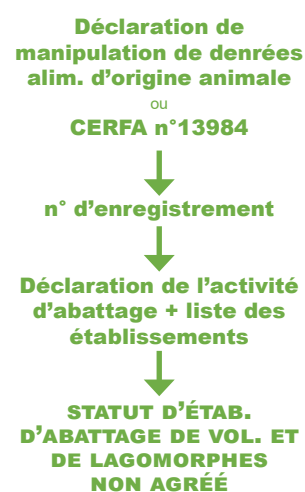 Déclaration de
manipulation de denrées
alim. d'origine animale
ou
CERFA n°13984
n° d'enregistrement
Déclaration de l'activité
d'abattage + liste des
établissements
STATUT D'ÉTAB.
D'ABATTAGE DE VOL. ET
DE LAGOMORPHES
NON AGRÉÉ